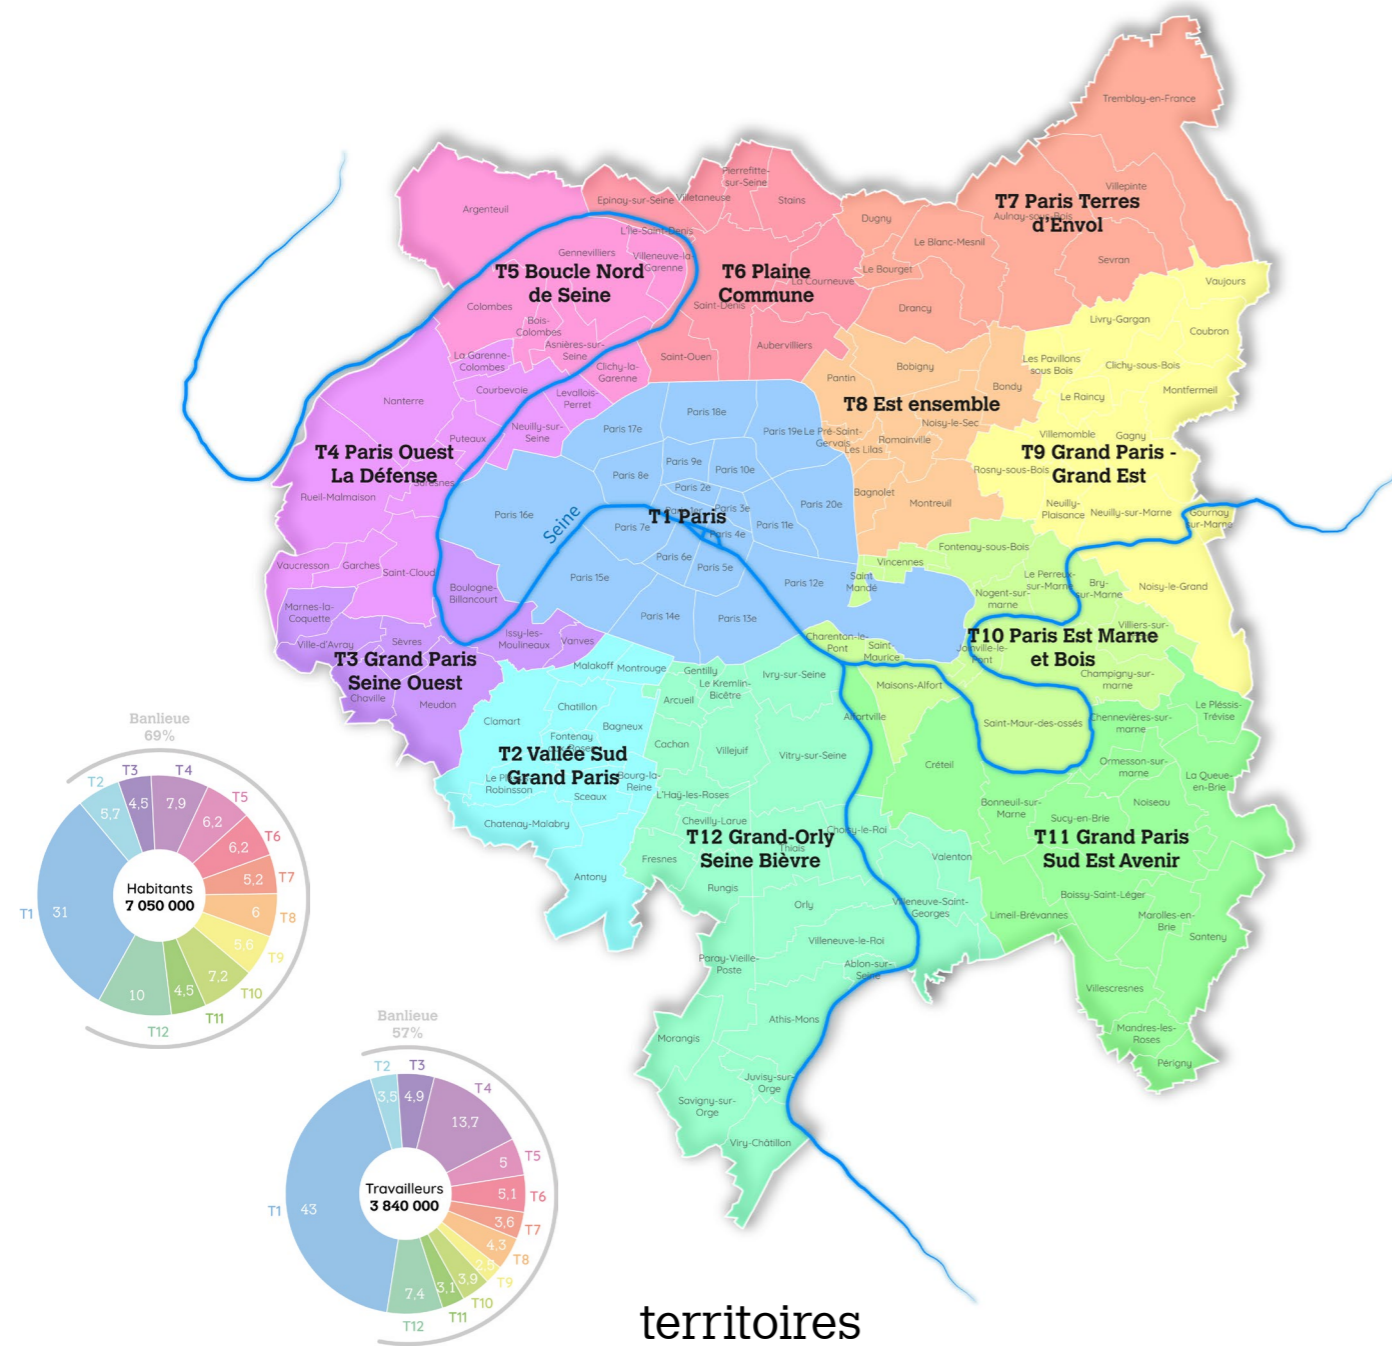 Tremblay-en-France
Pierrefitte-
sur-Seine
Villetaneuse
Epinay-sur-Seine
Stains
Argenteuil
Villepinte
T7 Paris Terres
d'Envol
Aulnay-sous-Bois
Dugny
L'Ile-Saint-Denis
Le Blanc-Mesnil
Gennevilliers
Villeneuve-la-
Garenne
Sevran
T5 Boucle Nord
de Seine
T6 Plaine
Commune
Le Bourget
La Courneuve
Vaujours
Colombes
Saint-Denis
Drancy
Livry-Gargan
Bois-
Colombes
Coubron
Asnières-sur-
Seine
Aubervilliers
La Garenne-
Colombes
Saint-Ouen
Les Pavillons
sous Bois
Clichy-sous-Bois
Clichy-la-
Garenne
Bobigny
Pantin
Bondy
Montfermeil
Courbevoie
Levallois-
Perret
Nanterre
Le Raincy
T8 Est ensemble
Paris 18e
Noisy-le-Sec
Paris 17e
Paris 19e
Le Pré-Saint-
Gervais
Neuilly-sur-
Seine
Puteaux
Romainville
Villemomble
Gagny
Les Lilas
T4 Paris Ouest
La Défense
T9 Grand Paris -
Grand Est
Paris 9e
Paris 10e
Rosny-sous-Bois
Paris 8e
Suresnes
Paris 2e
Rueil-Malmaison
Bagnolet
Montreuil
Paris 20e
Neuilly-
Plaisance
Neuilly-sur-Marne
Gournay
sur-Marne
Paris 16e
Seine
T1 Paris
Paris 3e
Paris 7e
Paris 11e
Paris 4e
Fontenay-sous-Bois
Paris 6e
Paris 5e
Vincennes
Vaucresson
Garches
Saint-Cloud
Paris 15e
Paris 12e
Saint
Mandé
Le Perreux-
sur-Marne
Bry-
sur-Marne
Noisy-le-Grand
Boulogne-
Billancourt
Nogent-sur-
marne
Marnes-la-
Coquette
Paris 14e
Paris 13e
Villiers-sur-
Ville-d'Avray
Sèvres
Issy-les-
Moulineaux
Vanves
Charenton-le-
Pont
Saint-
Maurice
T10 Paris Est Marne
et Bois
Joinville-le-
Pont
T3 Grand Paris
Seine Ouest
Malakoff
Montrouge
Gentilly
Le Kremlin-
Bicêtre
Ivry-sur-Seine
Maisons-Alfort
Champigny-sur-
marne
Chaville
Meudon
Arcueil
Clamart
Chatillon
Bagneux
Alfortville
Saint-Maur-des-ossés
Chennevières-sur-
marne
Le Pléssis-
Trévise
Fontenay
aux-Roses
T2 Vallée Sud
Grand Paris
Cachan
Villejuif
Vitry-sur-Seine
Créteil
Ormesson-sur-
marne
La Queue-
en-Brie
Robinsson
Bourg-la-
Reine
Sceaux
L'Haÿ-les-Roses
Bonneuil-sur-
Marne
Noiseau
Chatenay-Malabry
Chevilly-Larue
Choisy-le-Roi
Sucy-en-Brie
T12 Grand-Orly
Seine Bièvre
T11 Grand Paris
Sud Est Avenir
Thiais
Fresnes
Valenton
Antony
Rungis
Orly
Villeneuve-Saint-
Georges
Boissy-Saint-Léger
Limeil-Brévannes
Marolles-en-
Brie
Santeny
Villeneuve-le-Roi
Paray-Vieille-
Poste
Ablon-sur-
Seine
Villescresnes
Athis-Mons
Morangis
Mandres-les-
Roses
Périgny
Juvisy-sur-
Orge
Savigny-sur-
Orge
Viry-Châtillon
Banlieue
69%
T1
T2
T3
T4
T5
T6
T7
T8
T9
T10
T11
T12
31
5,7
4,5
7,9
6,2
6,2
5,2
6
5,6
7,2
4,5
10
Habitants
7 050 000
Banlieue
57%
T1
T2
T3
T4
T5
T6
T7
T8
T9
T10
T11
T12
43
3,5
4,9
13,7
5
5,1
3,6
4,3
3,9
3,1
7,4
Travailleurs
3 840 000
territoires